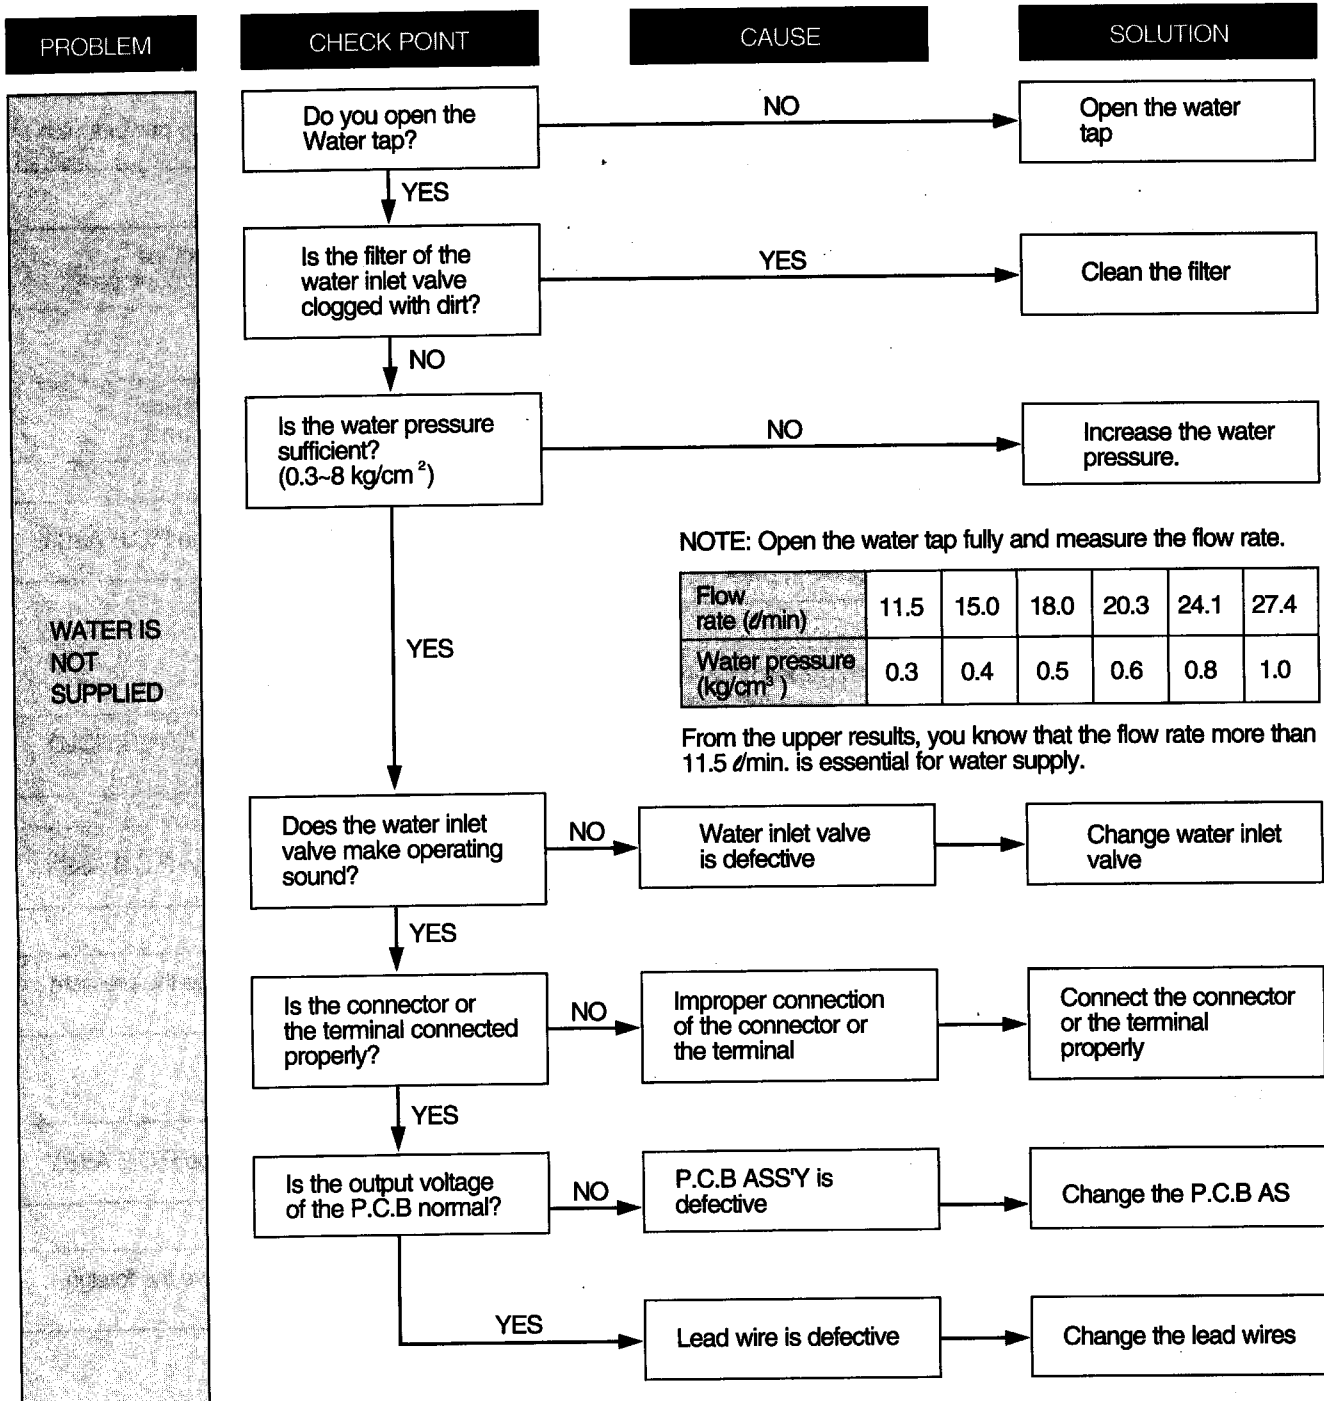 PROBLEM
CHECK POINT
CAUSE
SOLUTION
WATER IS
NOT
SUPPLIED
Do you open the
Water tap?
NO
Open the water
tap
YES
Is the filter of the
water inlet valve
clogged with dirt?
YES
Clean the filter
NO
Is the water pressure
sufficient?
(0.3~8 kg/cm²)
NO
Increase the water
pressure.
YES
NOTE: Open the water tap fully and measure the flow rate.
Flow
rate (ℓ/min) 11.5 15.0 18.0 20.3 24.1 27.4
Water pressure
(kg/cm³) 0.3 0.4 0.5 0.6 0.8 1.0
From the upper results, you know that the flow rate more than
11.5 ℓ/min. is essential for water supply.
Does the water inlet
valve make operating
sound?
NO
Water inlet valve
is defective
Change water inlet
valve
YES
Is the connector or
the terminal connected
properly?
NO
Improper connection
of the connector or
the terminal
Connect the connector
or the terminal
properly
YES
Is the output voltage
of the P.C.B normal?
NO
P.C.B ASS'Y is
defective
Change the P.C.B AS
YES
Lead wire is defective
Change the lead wires